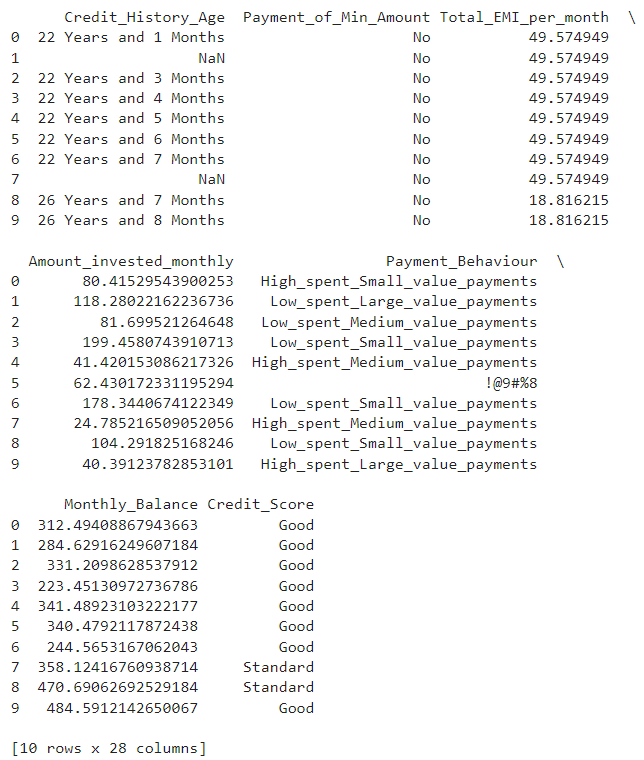 Credit_History_Age Payment_of_Min_Amount Total_EMI_per_month \
0 22 Years and 1 Months No 49.574949
1 NaN No 49.574949
2 22 Years and 3 Months No 49.574949
3 22 Years and 4 Months No 49.574949
4 22 Years and 5 Months No 49.574949
5 22 Years and 6 Months No 49.574949
6 22 Years and 7 Months No 49.574949
7 NaN No 49.574949
8 26 Years and 7 Months No 18.816215
9 26 Years and 8 Months No 18.816215
Amount_invested_monthly Payment_Behaviour \
0 80.41529543900253 High_spent_Small_value_payments
1 118.28022162236736 Low_spent_Large_value_payments
2 81.699521264648 Low_spent_Medium_value_payments
3 199.4580743910713 Low_spent_Small_value_payments
4 41.420153086217326 High_spent_Medium_value_payments
5 62.430172331195294 !@9#%8
6 178.3440674122349 Low_spent_Small_value_payments
7 24.785216509052056 High_spent_Medium_value_payments
8 104.291825168246 Low_spent_Small_value_payments
9 40.39123782853101 High_spent_Large_value_payments
Monthly_Balance Credit_Score
0 312.49408867943663 Good
1 284.62916249607184 Good
2 331.2098628537912 Good
3 223.45130972736786 Good
4 341.48923103222177 Good
5 340.4792117872438 Good
6 244.5653167062043 Good
7 358.12416760938714 Standard
8 470.69062692529184 Standard
9 484.5912142650067 Good
[10 rows x 28 columns]